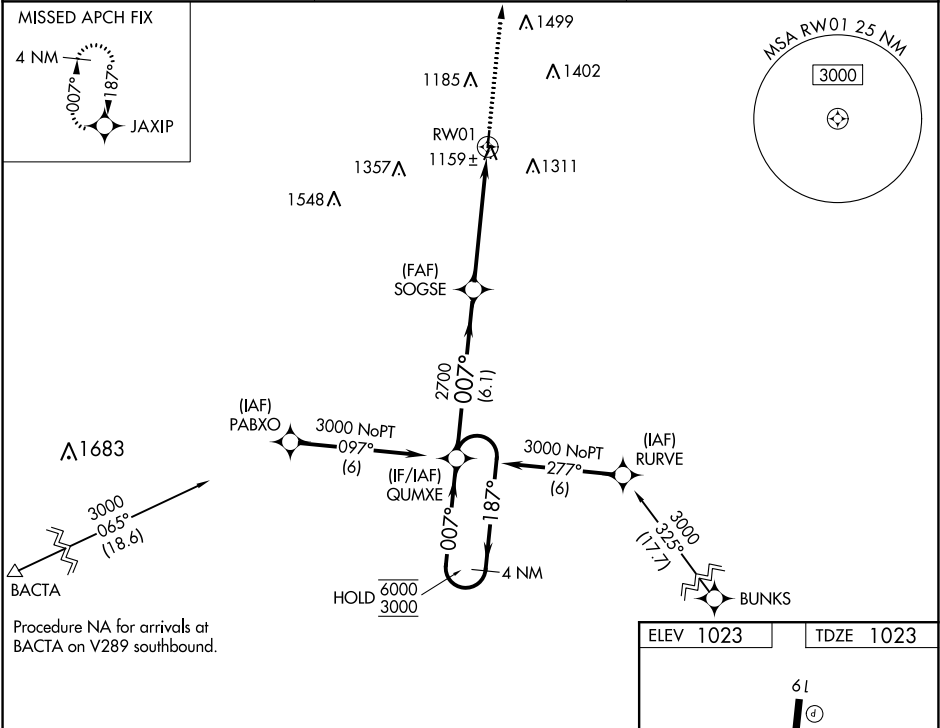 MISSED APCH FIX
4 NM
007°
187°
JAXIP
1499
1402
1185
RW01
1159±
1311
1357
1548
MSA RW01 25 NM
3000
(FAF)
SOGSE
2700
007°
(6.1)
(IAF)
PABXO
3000 NoPT
097°
(6)
(IF/IAF)
QUMXE
3000 NoPT
277°
(6)
(IAF)
RURVE
1683
3000
065°
(18.6)
BACTA
007°
187°
4 NM
HOLD 6000
3000
3000
325°
(17.7)
BUNKS
Procedure NA for arrivals at
BACTA on V289 southbound.
ELEV 1023
TDZE 1023
19
P